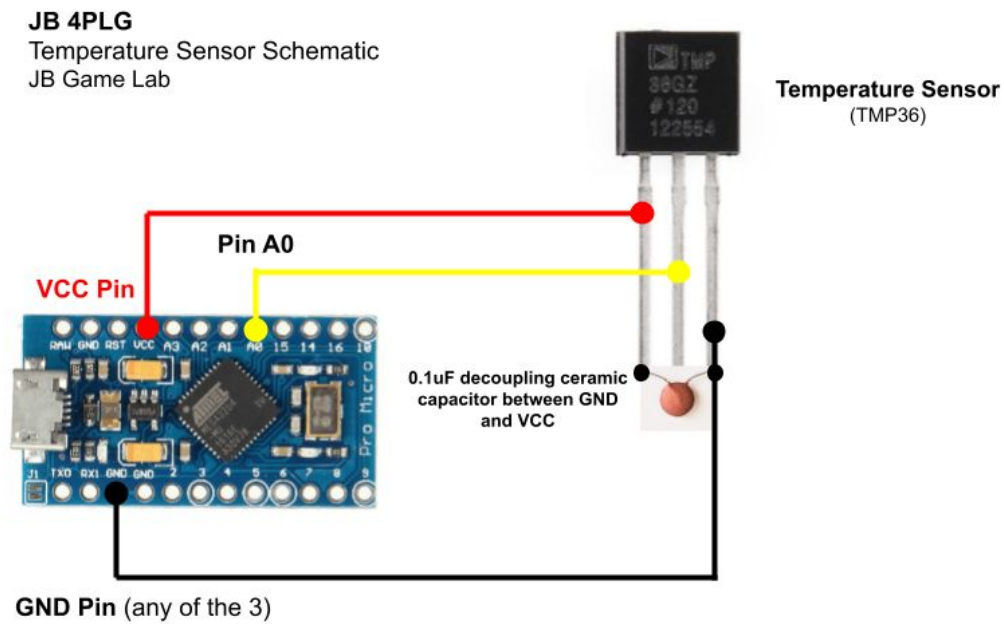 JB 4PLG
Temperature Sensor Schematic
JB Game Lab
TMP
36GZ
#120
122554
Temperature Sensor
(TMP36)
Pin A0
VCC Pin
RAW GND RST VCC A3 A2 A1 A0 15 14 16 10
0.1uF decoupling ceramic
capacitor between GND
and VCC
ATMEL
Pro Micro
J1 TXO RX1 GND GND 2 3 4 5 6 7 8 9
GND Pin (any of the 3)